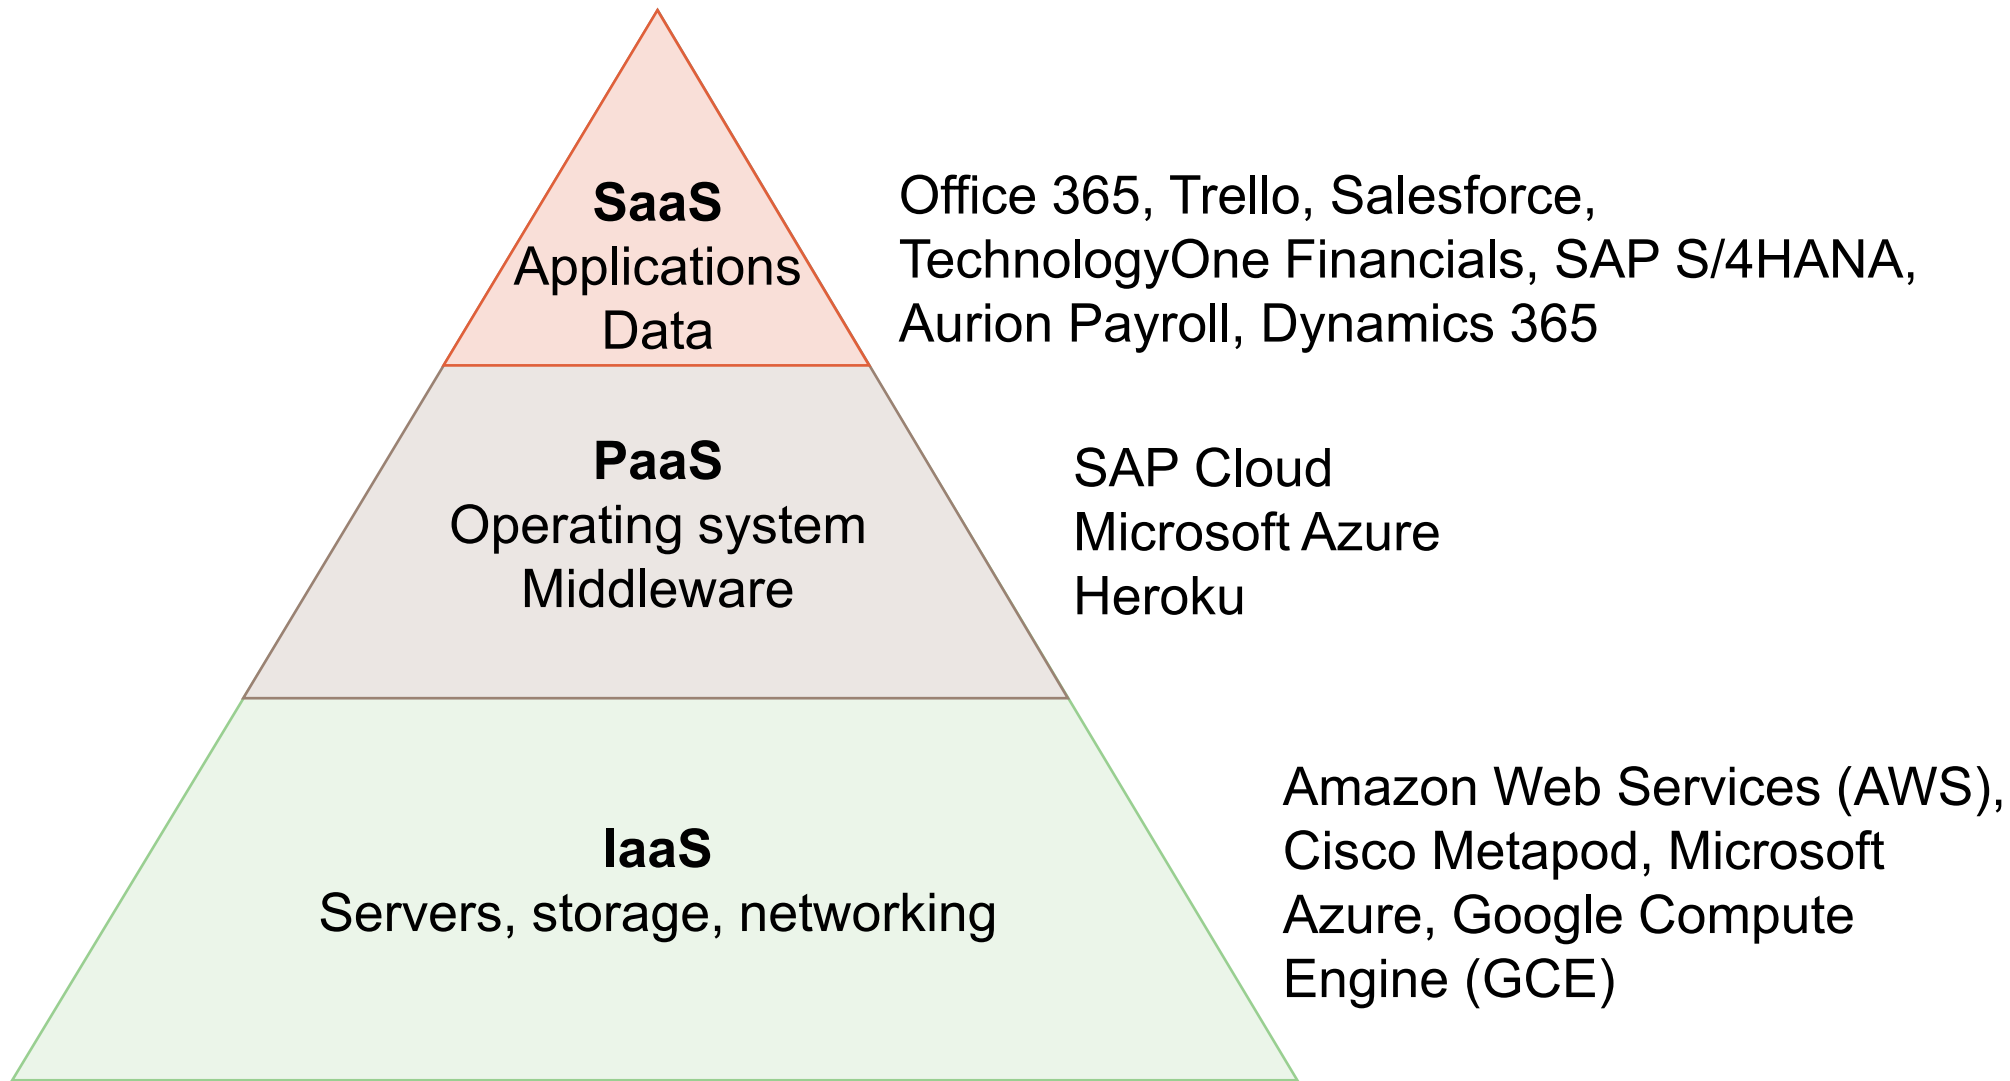 SaaS
Applications
Data
Office 365, Trello, Salesforce,
TechnologyOne Financials, SAP S/4HANA,
Aurion Payroll, Dynamics 365
PaaS
Operating system
Middleware
SAP Cloud
Microsoft Azure
Heroku
IaaS
Servers, storage, networking
Amazon Web Services (AWS),
Cisco Metapod, Microsoft
Azure, Google Compute
Engine (GCE)